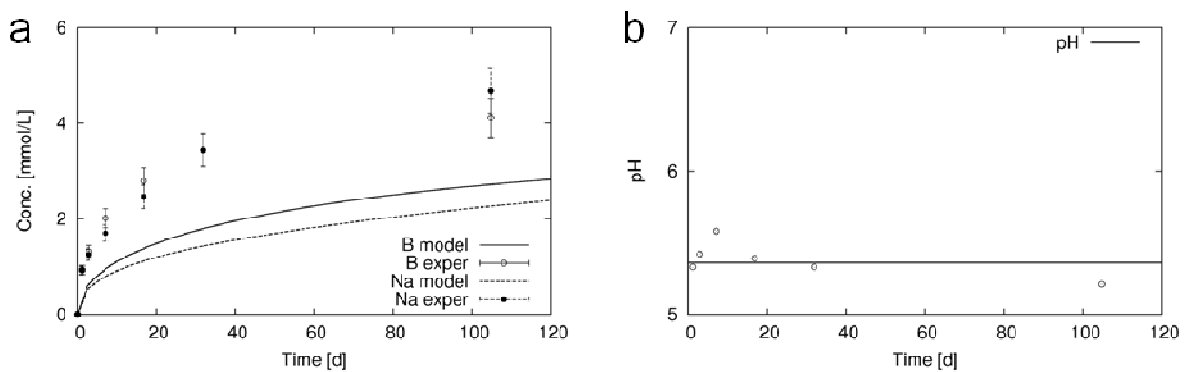 a
6
4
2
0
Conc. [mmol/L]
B model
B exper
Na model
Na exper
0 20 40 60 80 100 120
Time [d]
b
7
6
5
pH
pH
0 20 40 60 80 100 120
Time [d]